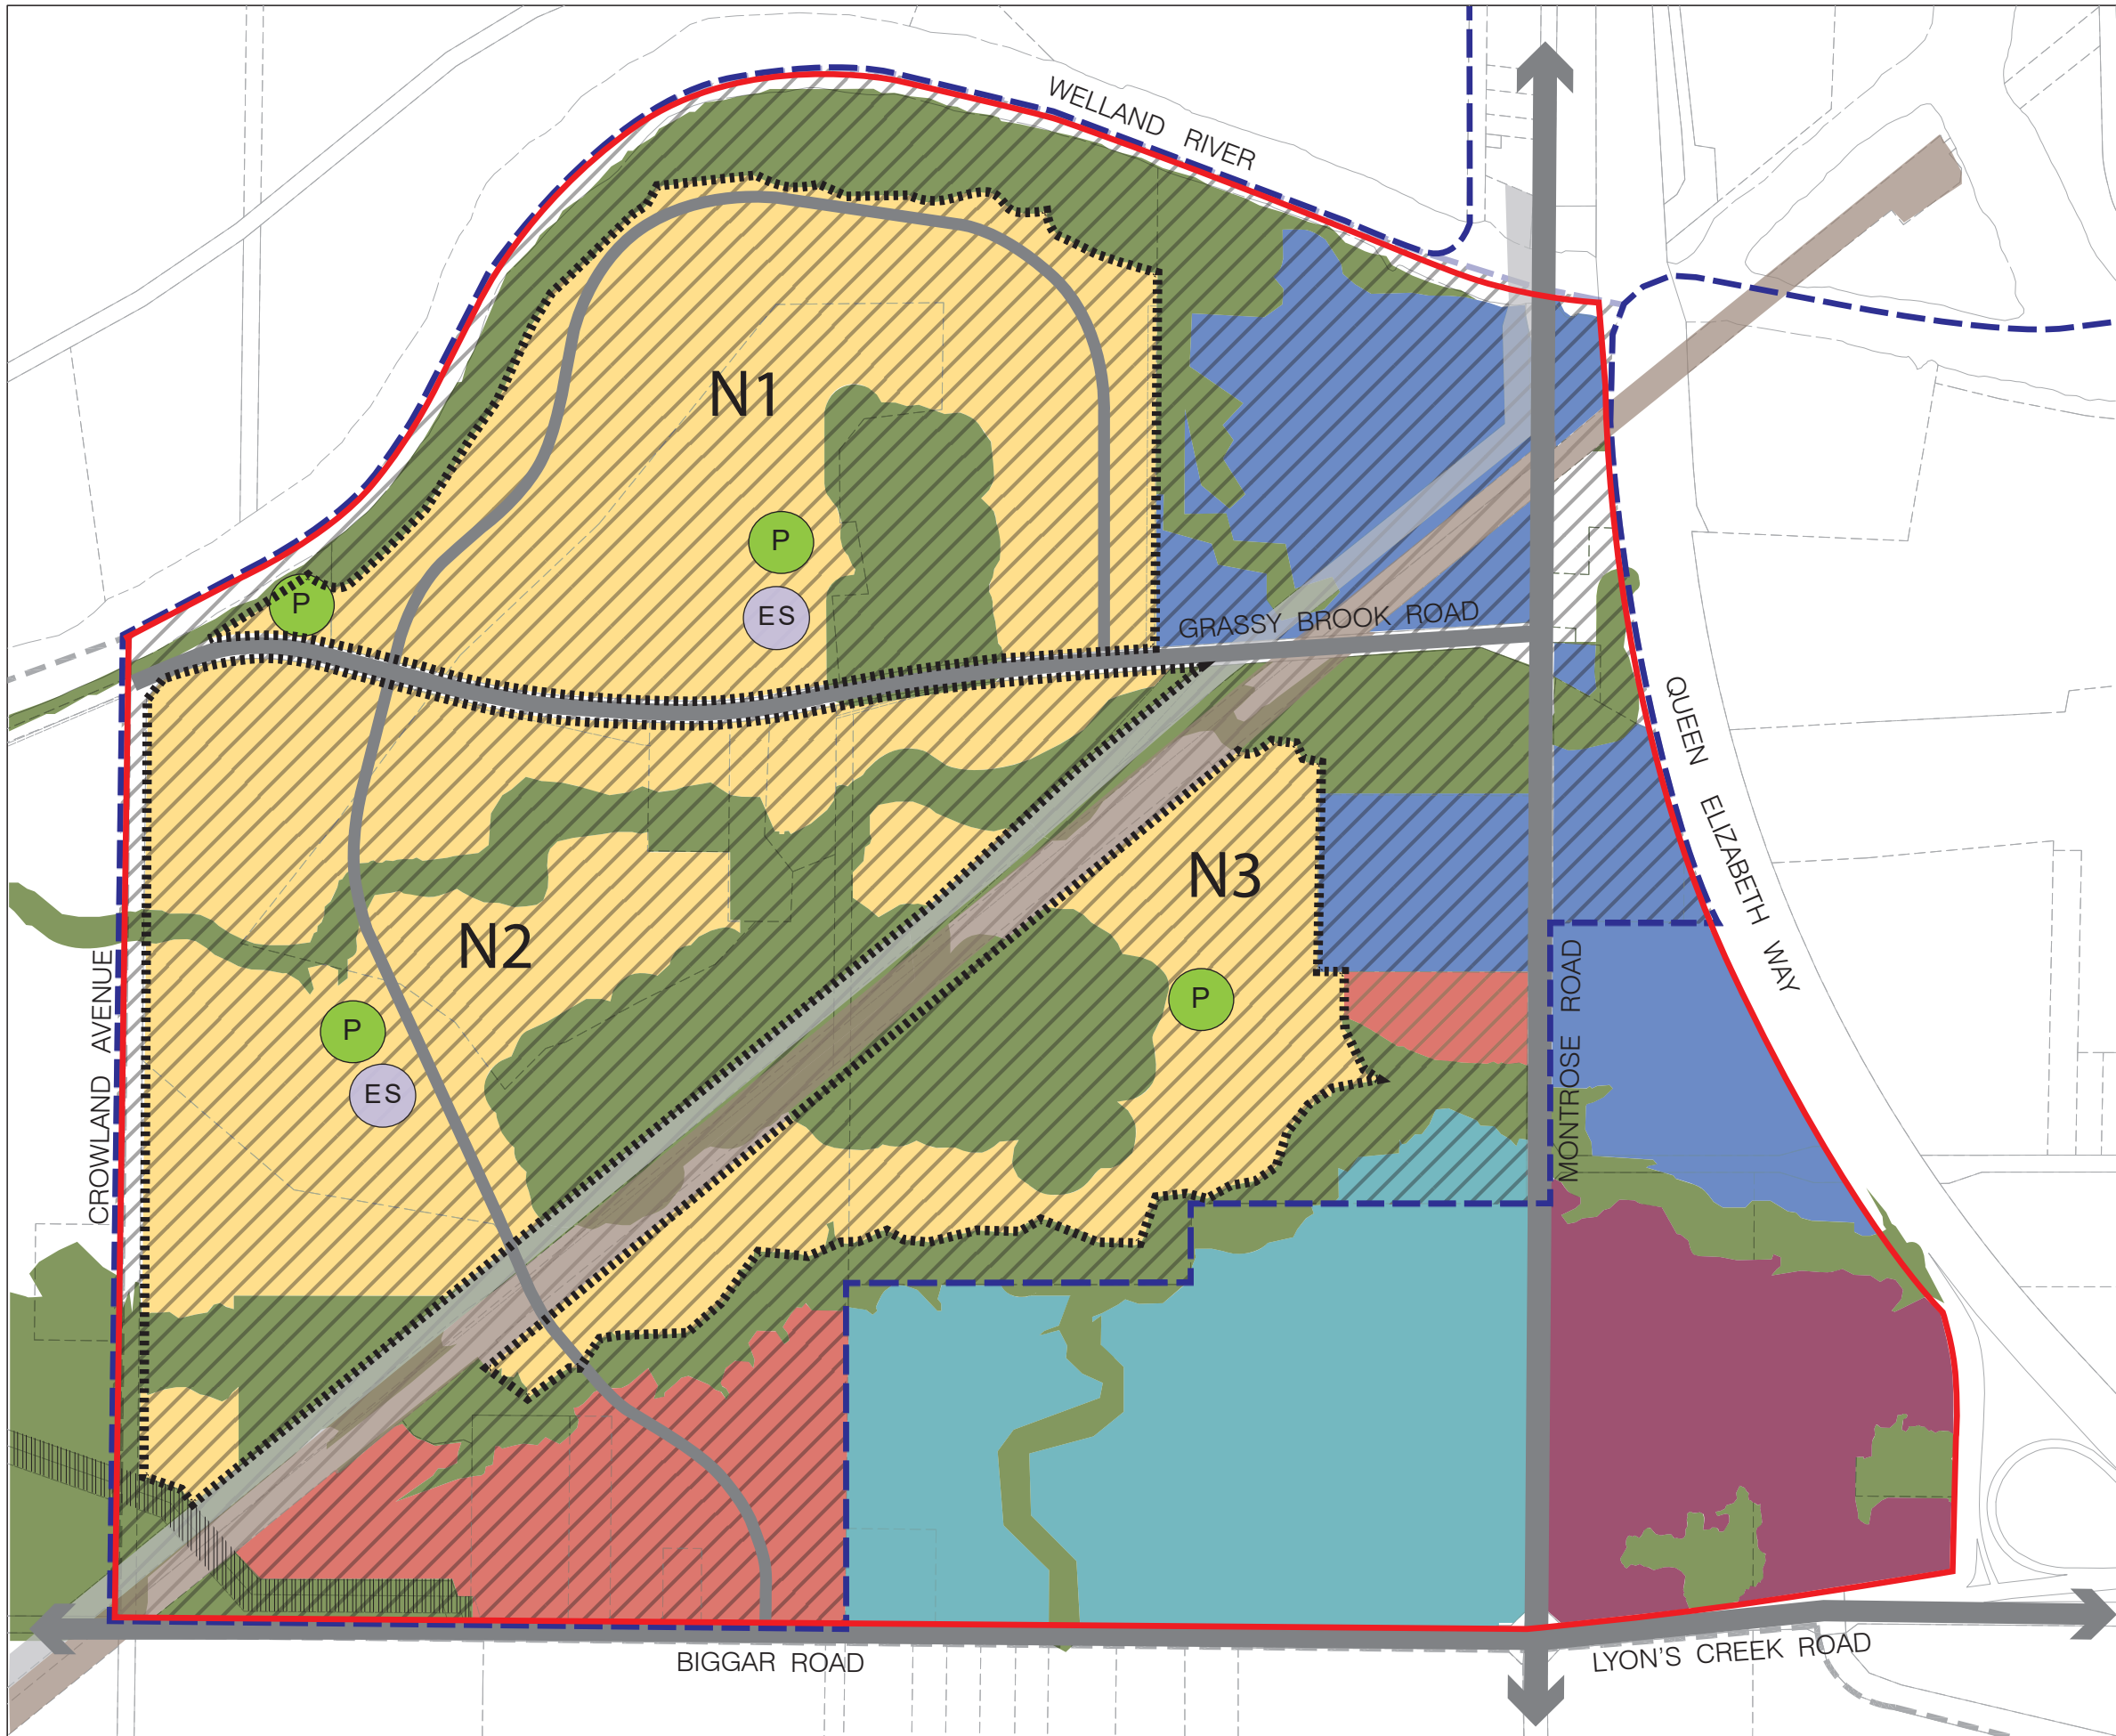 WELLAND RIVER
N1
P
P
ES
GRASSY BROOK ROAD
QUEEN ELIZABETH WAY
N3
N2
P
P
ES
CROWLAND AVENUE
MONTROSE ROAD
BIGGAR ROAD
LYON'S CREEK ROAD